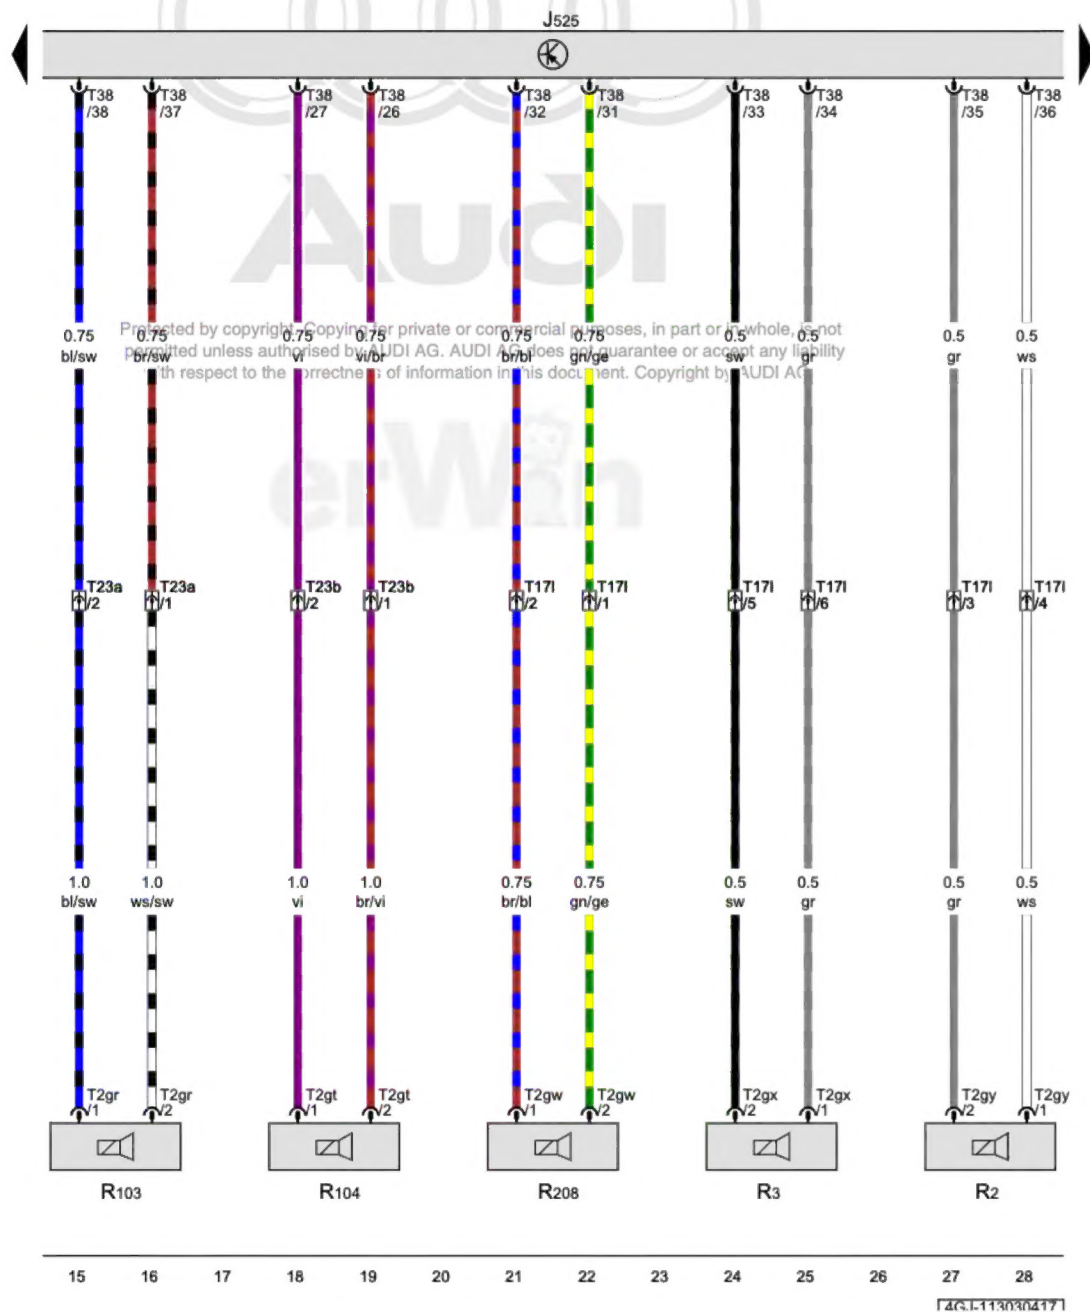 J525
T38 T38 T38 T38 T38 T38 T38 T38 T38 T38
/38 /37 /27 /26 /32 /31 /33 /34 /35 /36
Audi
0.75 0.75 0.75 0.75 0.75 0.75 0.5 0.5 0.5 0.5
bl/sw br/sw vi vi/br br/bl gn/ge sw gr gr ws
Protected by copyright. Copying for private or commercial purposes, in part or in whole, is not
permitted unless authorised by AUDI AG. AUDI AG does not guarantee or accept any liability
with respect to the correctness of information in this document. Copyright by AUDI AG.
erWin
T23a T23a T23b T23b T17l T17l T17l T17l T17l T17l
/2 /1 /2 /1 /2 /1 /5 /6 /3 /4
1.0 1.0 1.0 1.0 0.75 0.75 0.5 0.5 0.5 0.5
bl/sw ws/sw vi br/vi br/bl gn/ge sw gr gr ws
T2gr T2gr T2gt T2gt T2gw T2gw T2gx T2gx T2gy T2gy
/1 /2 /1 /2 /1 /2 /2 /1 /2 /1
R103 R104 R208 R3 R2
15 16 17 18 19 20 21 22 23 24 25 26 27 28
4GJ-113030417